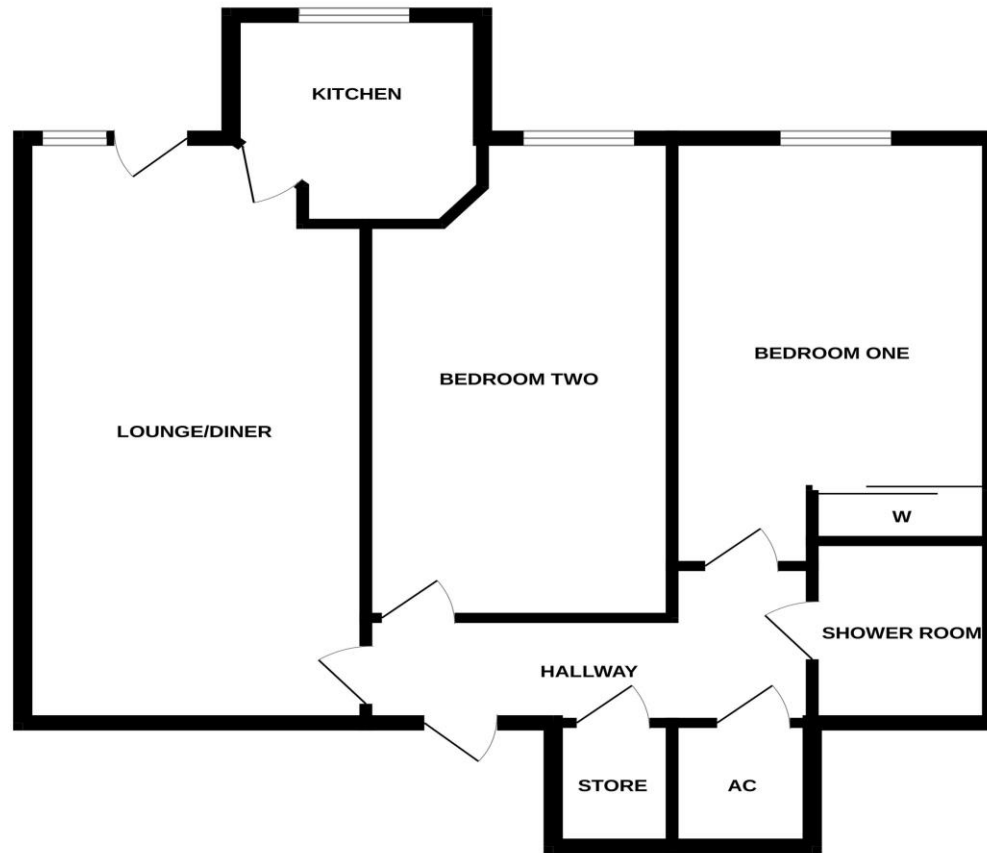 KITCHEN
BEDROOM ONE
BEDROOM TWO
LOUNGE/DINER
W
SHOWER ROOM
HALLWAY
STORE
AC